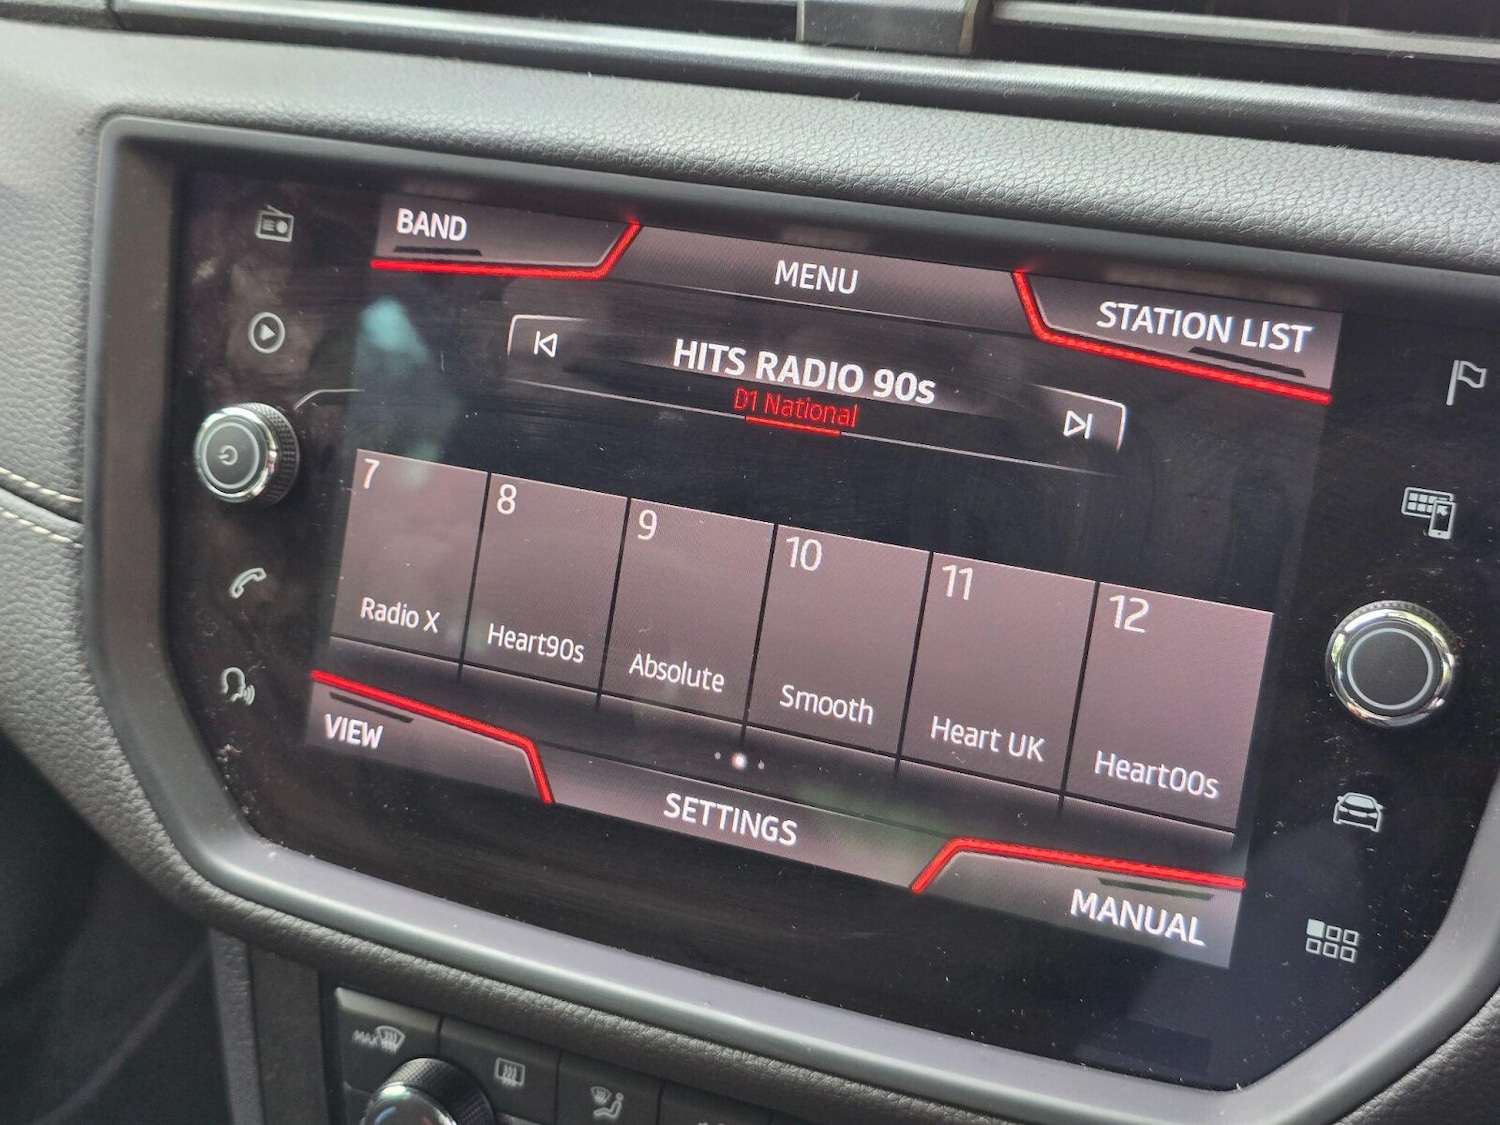 BAND
MENU
STATION LIST
HITS RADIO 90s
D1 National
7
8
9
10
11
12
Radio X
Heart90s
Absolute
Smooth
Heart UK
Heart00s
VIEW
SETTINGS
MANUAL
MAX